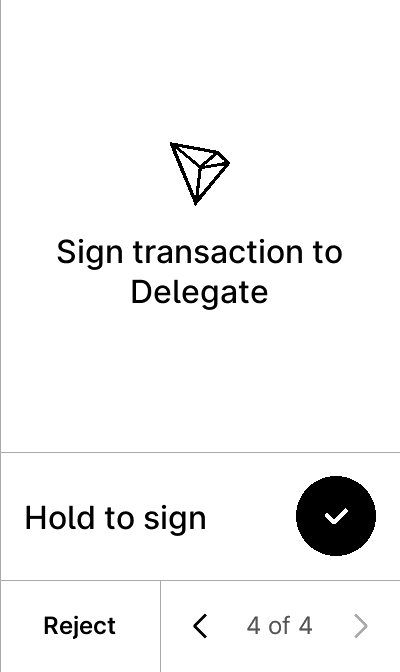 Sign transaction to
Delegate
Hold to sign
Reject
4 of 4